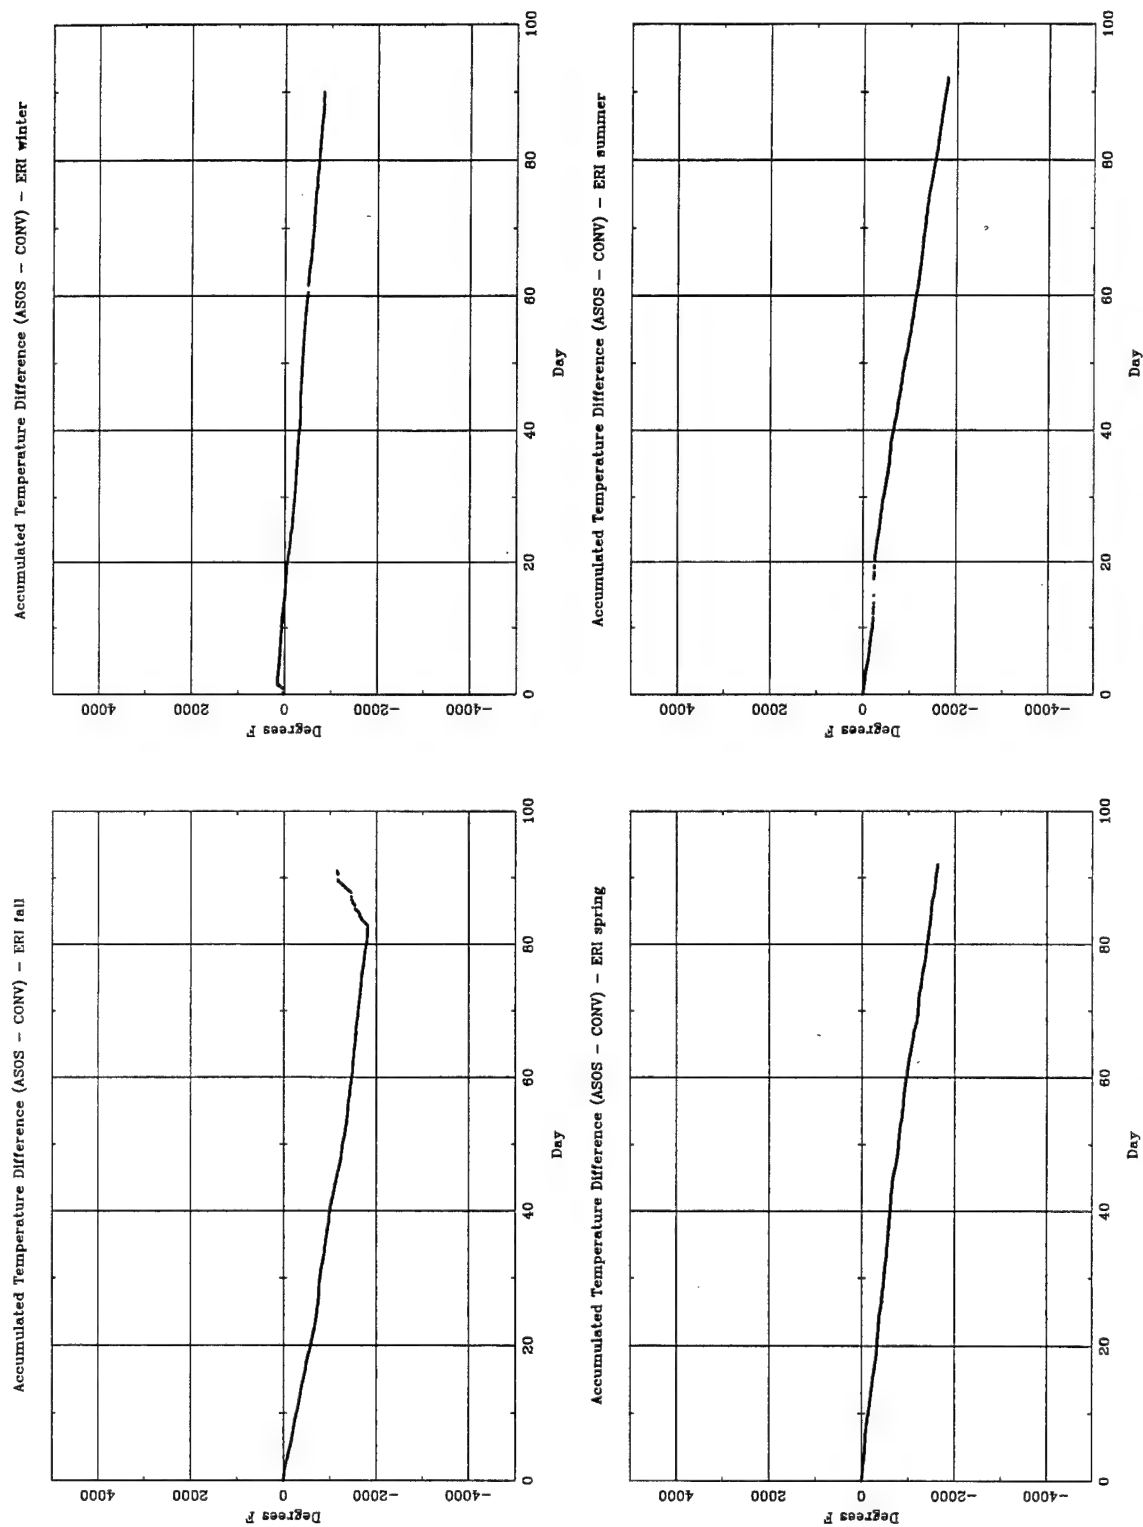 Accumulated Temperature Difference (ASOS - CONV) - ERI fall
4000
2000
0
-2000
-4000
Degrees F
0 20 40 60 80 100
Day
Accumulated Temperature Difference (ASOS - CONV) - ERI winter
4000
2000
0
-2000
-4000
Degrees F
0 20 40 60 80 100
Day
Accumulated Temperature Difference (ASOS - CONV) - ERI spring
4000
2000
0
-2000
-4000
Degrees F
0 20 40 60 80 100
Day
Accumulated Temperature Difference (ASOS - CONV) - ERI summer
4000
2000
0
-2000
-4000
Degrees F
0 20 40 60 80 100
Day